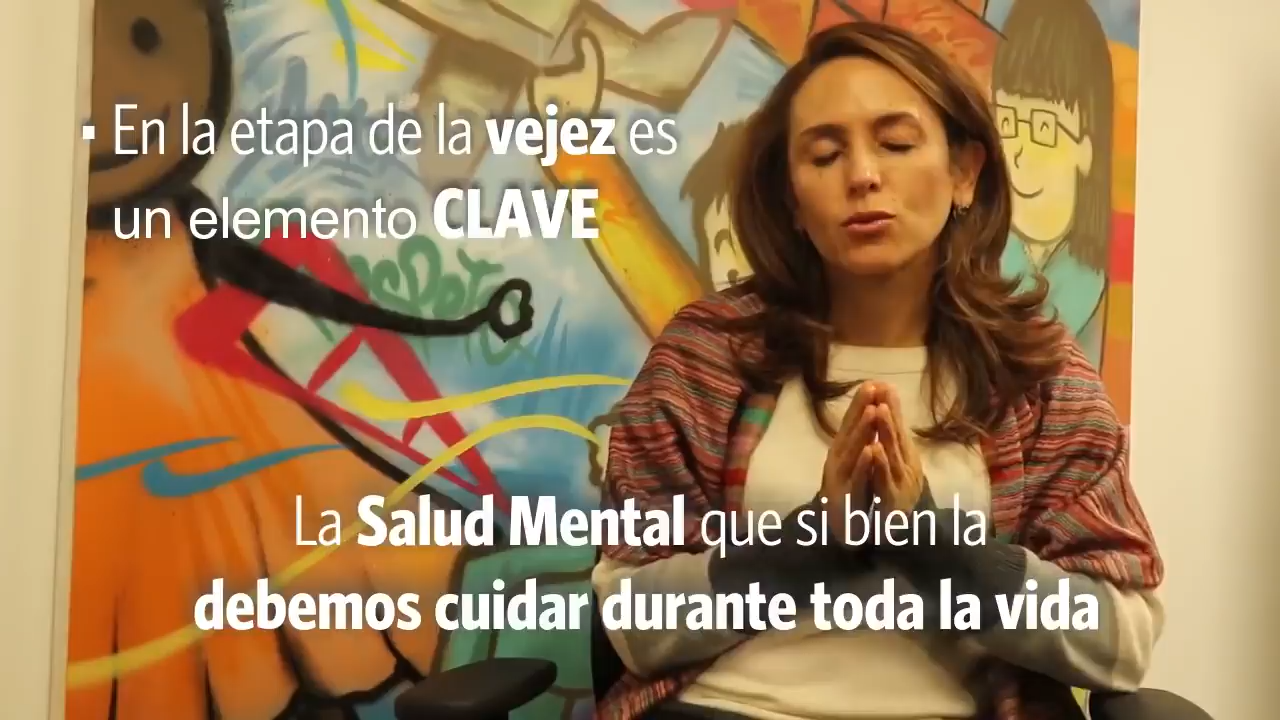 ▪ En la etapa de la vejez es
un elemento CLAVE
La Salud Mental que si bien la
debemos cuidar durante toda la vida